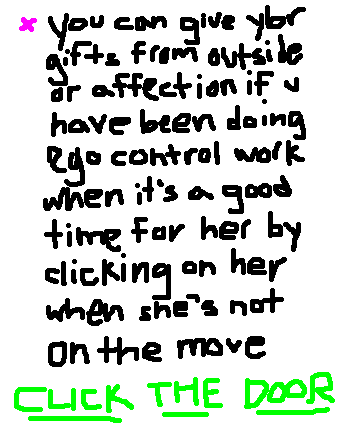 * you can give ybr
gifts from outside
or affection if u
have been doing
ego control work
when it's a good
time for her by
clicking on her
when she's not
on the move
CLICK THE DOOR